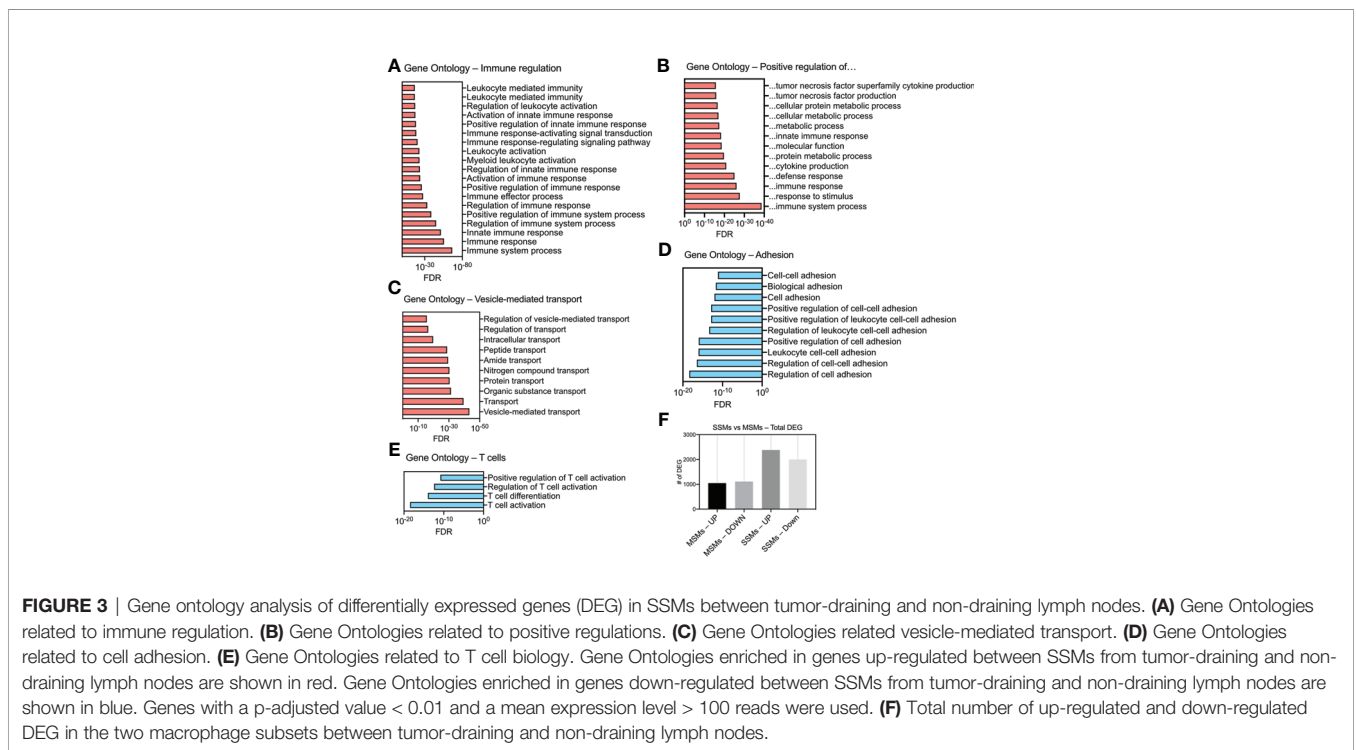 A Gene Ontology – Immune regulation
Leukocyte mediated immunity
Leukocyte mediated immunity
Regulation of leukocyte activation
Activation of innate immune response
Positive regulation of innate immune response
Immune response-activating signal transduction
Immune response-regulating signaling pathway
Leukocyte activation
Myeloid leukocyte activation
Regulation of innate immune response
Activation of immune response
Positive regulation of immune response
Immune effector process
Regulation of immune response
Positive regulation of immune system process
Regulation of immune system process
Innate immune response
Immune response
Immune system process
10-30 10-80
FDR
B Gene Ontology – Positive regulation of...
...tumor necrosis factor superfamily cytokine production
...tumor necrosis factor production
...cellular protein metabolic process
...cellular metabolic process
...metabolic process
...innate immune response
...molecular function
...protein metabolic process
...cytokine production
...defense response
...immune response
...response to stimulus
...immune system process
100 10-10 10-20 10-30 10-40
FDR
C Gene Ontology – Vesicle-mediated transport
Regulation of vesicle-mediated transport
Regulation of transport
Intracellular transport
Peptide transport
Amide transport
Nitrogen compound transport
Protein transport
Organic substance transport
Transport
Vesicle-mediated transport
10-10 10-30 10-50
FDR
D Gene Ontology – Adhesion
Cell-cell adhesion
Biological adhesion
Cell adhesion
Positive regulation of cell-cell adhesion
Positive regulation of leukocyte cell-cell adhesion
Regulation of leukocyte cell-cell adhesion
Positive regulation of cell adhesion
Leukocyte cell-cell adhesion
Regulation of cell-cell adhesion
Regulation of cell adhesion
10-20 10-10 100
FDR
E Gene Ontology – T cells
Positive regulation of T cell activation
Regulation of T cell activation
T cell differentiation
T cell activation
10-20 10-10 100
FDR
F SSMs vs MSMs – Total DEG
# of DEG
3000
2000
1000
0
MSMs – UP
MSMs – DOWN
SSMs – UP
SSMs – Down
FIGURE 3 | Gene ontology analysis of differentially expressed genes (DEG) in SSMs between tumor-draining and non-draining lymph nodes. (A) Gene Ontologies
related to immune regulation. (B) Gene Ontologies related to positive regulations. (C) Gene Ontologies related vesicle-mediated transport. (D) Gene Ontologies
related to cell adhesion. (E) Gene Ontologies related to T cell biology. Gene Ontologies enriched in genes up-regulated between SSMs from tumor-draining and non-
draining lymph nodes are shown in red. Gene Ontologies enriched in genes down-regulated between SSMs from tumor-draining and non-draining lymph nodes are
shown in blue. Genes with a p-adjusted value < 0.01 and a mean expression level > 100 reads were used. (F) Total number of up-regulated and down-regulated
DEG in the two macrophage subsets between tumor-draining and non-draining lymph nodes.